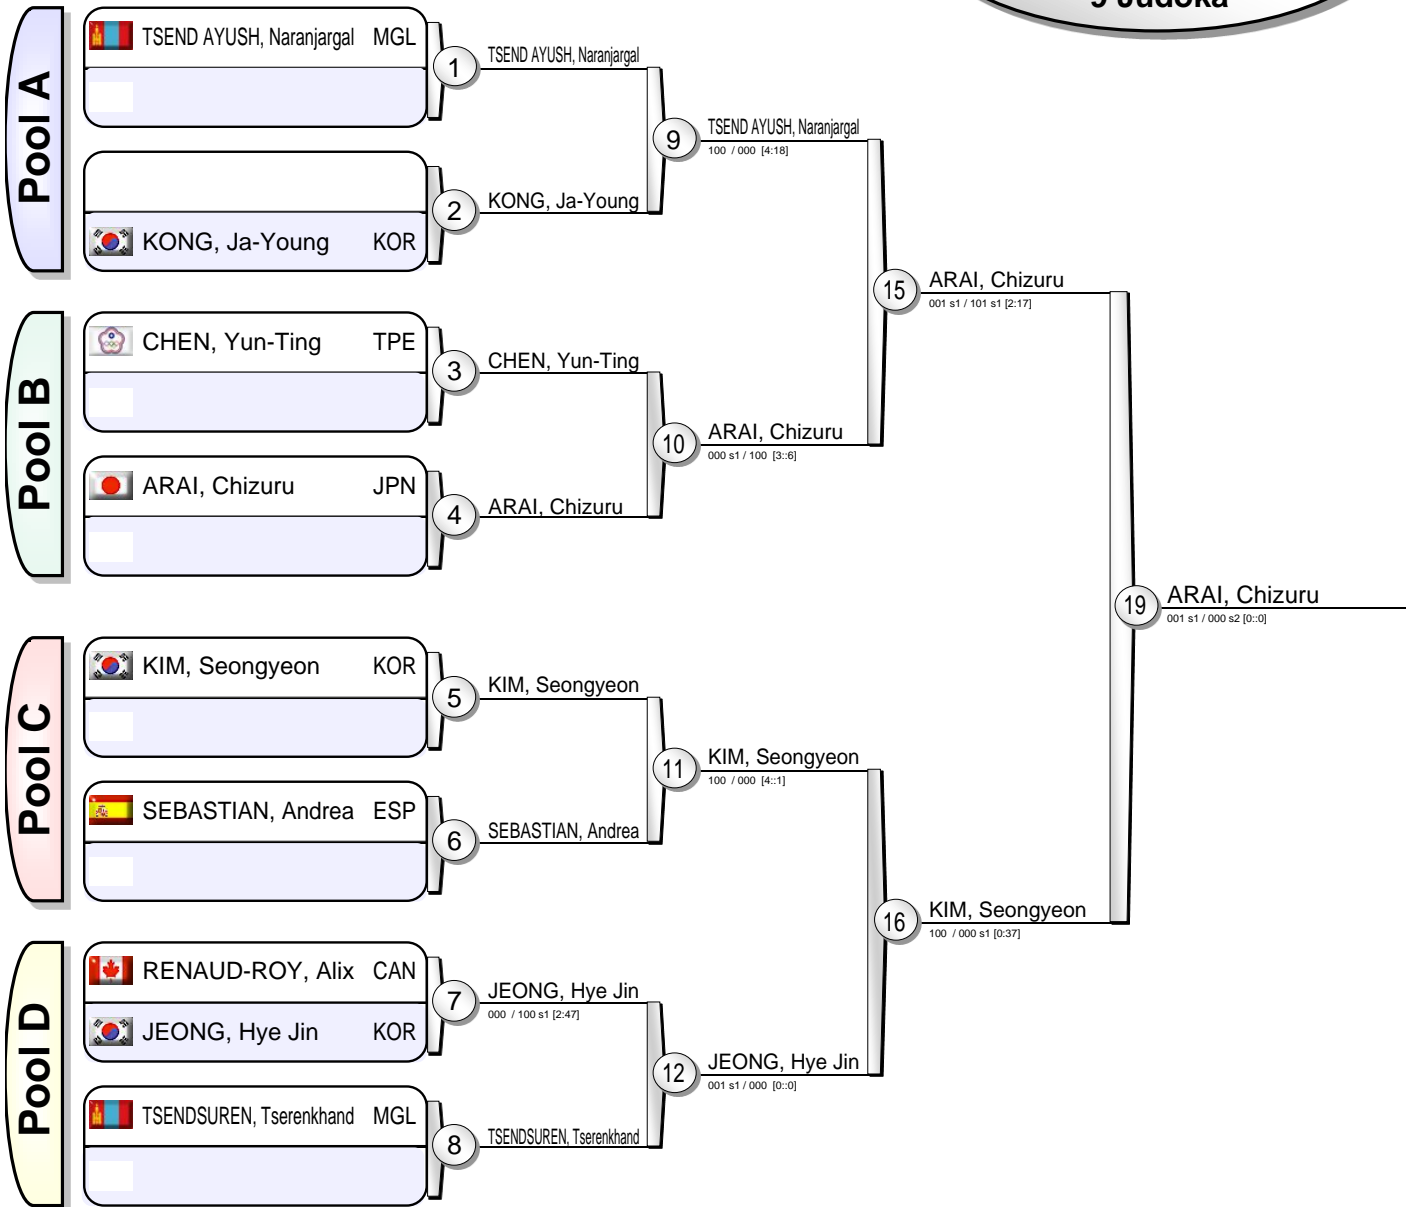 9 Judoka
Pool A
TSEND AYUSH, Naranjargal MGL
1
TSEND AYUSH, Naranjargal
9
TSEND AYUSH, Naranjargal
100 / 000 [4:18]
2
KONG, Ja-Young
KONG, Ja-Young KOR
15
ARAI, Chizuru
001 s1 / 101 s1 [2:17]
Pool B
CHEN, Yun-Ting TPE
3
CHEN, Yun-Ting
10
ARAI, Chizuru
000 s1 / 100 [3::6]
ARAI, Chizuru JPN
4
ARAI, Chizuru
19
ARAI, Chizuru
001 s1 / 000 s2 [0::0]
Pool C
KIM, Seongyeon KOR
5
KIM, Seongyeon
11
KIM, Seongyeon
100 / 000 [4::1]
SEBASTIAN, Andrea ESP
6
SEBASTIAN, Andrea
16
KIM, Seongyeon
100 / 000 s1 [0:37]
Pool D
RENAUD-ROY, Alix CAN
7
JEONG, Hye Jin
000 / 100 s1 [2:47]
JEONG, Hye Jin KOR
12
JEONG, Hye Jin
001 s1 / 000 [0::0]
TSENDSUREN, Tserenkhand MGL
8
TSENDSUREN, Tserenkhand